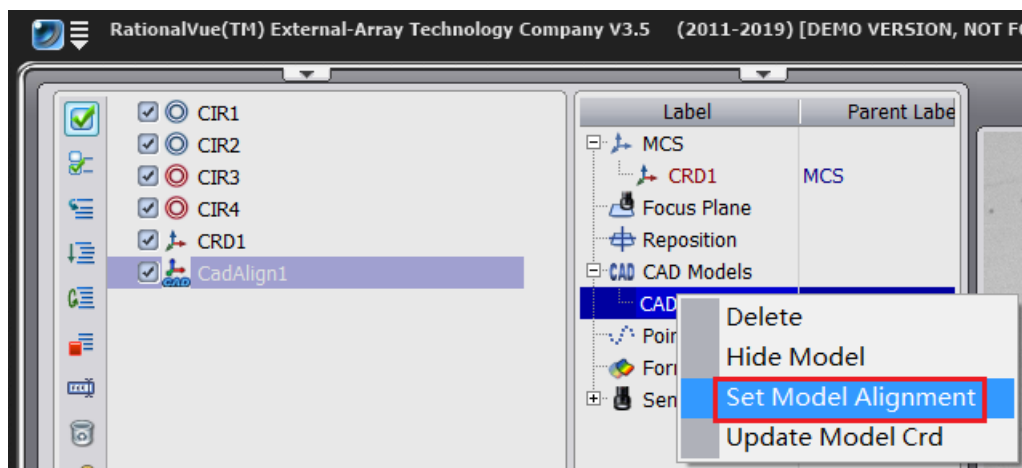 RationalVue(TM) External-Array Technology Company V3.5 (2011-2019) [DEMO VERSION, NOT
Label Parent Labe
CIR1
CIR2
CIR3
CIR4
CRD1
CadAlign1
MCS
CRD1 MCS
Focus Plane
Reposition
CAD CAD Models
CAD
Poin
For
Sen
Delete
Hide Model
Set Model Alignment
Update Model Crd